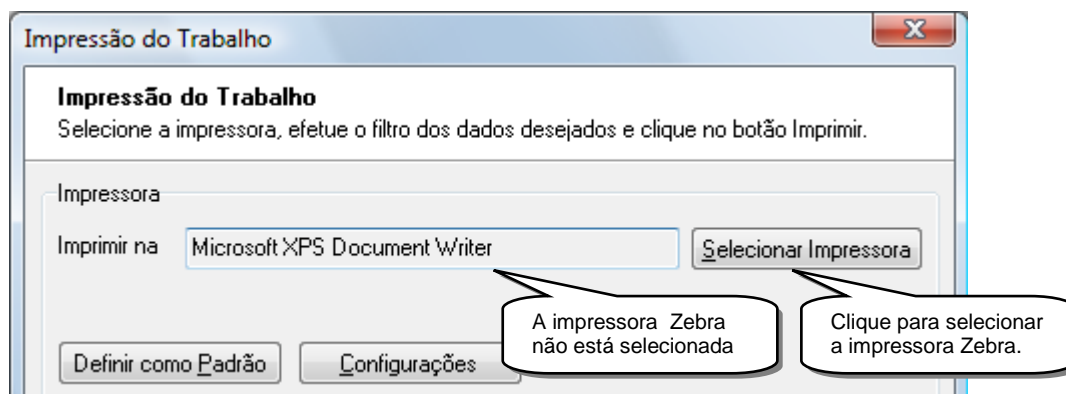 Impressão do Trabalho
Impressão do Trabalho
Selecione a impressora, efetue o filtro dos dados desejados e clique no botão Imprimir.
Impressora
Imprimir na
Microsoft XPS Document Writer
Selecionar Impressora
A impressora Zebra
não está selecionada
Clique para selecionar
a impressora Zebra.
Definir como Padrão
Configurações